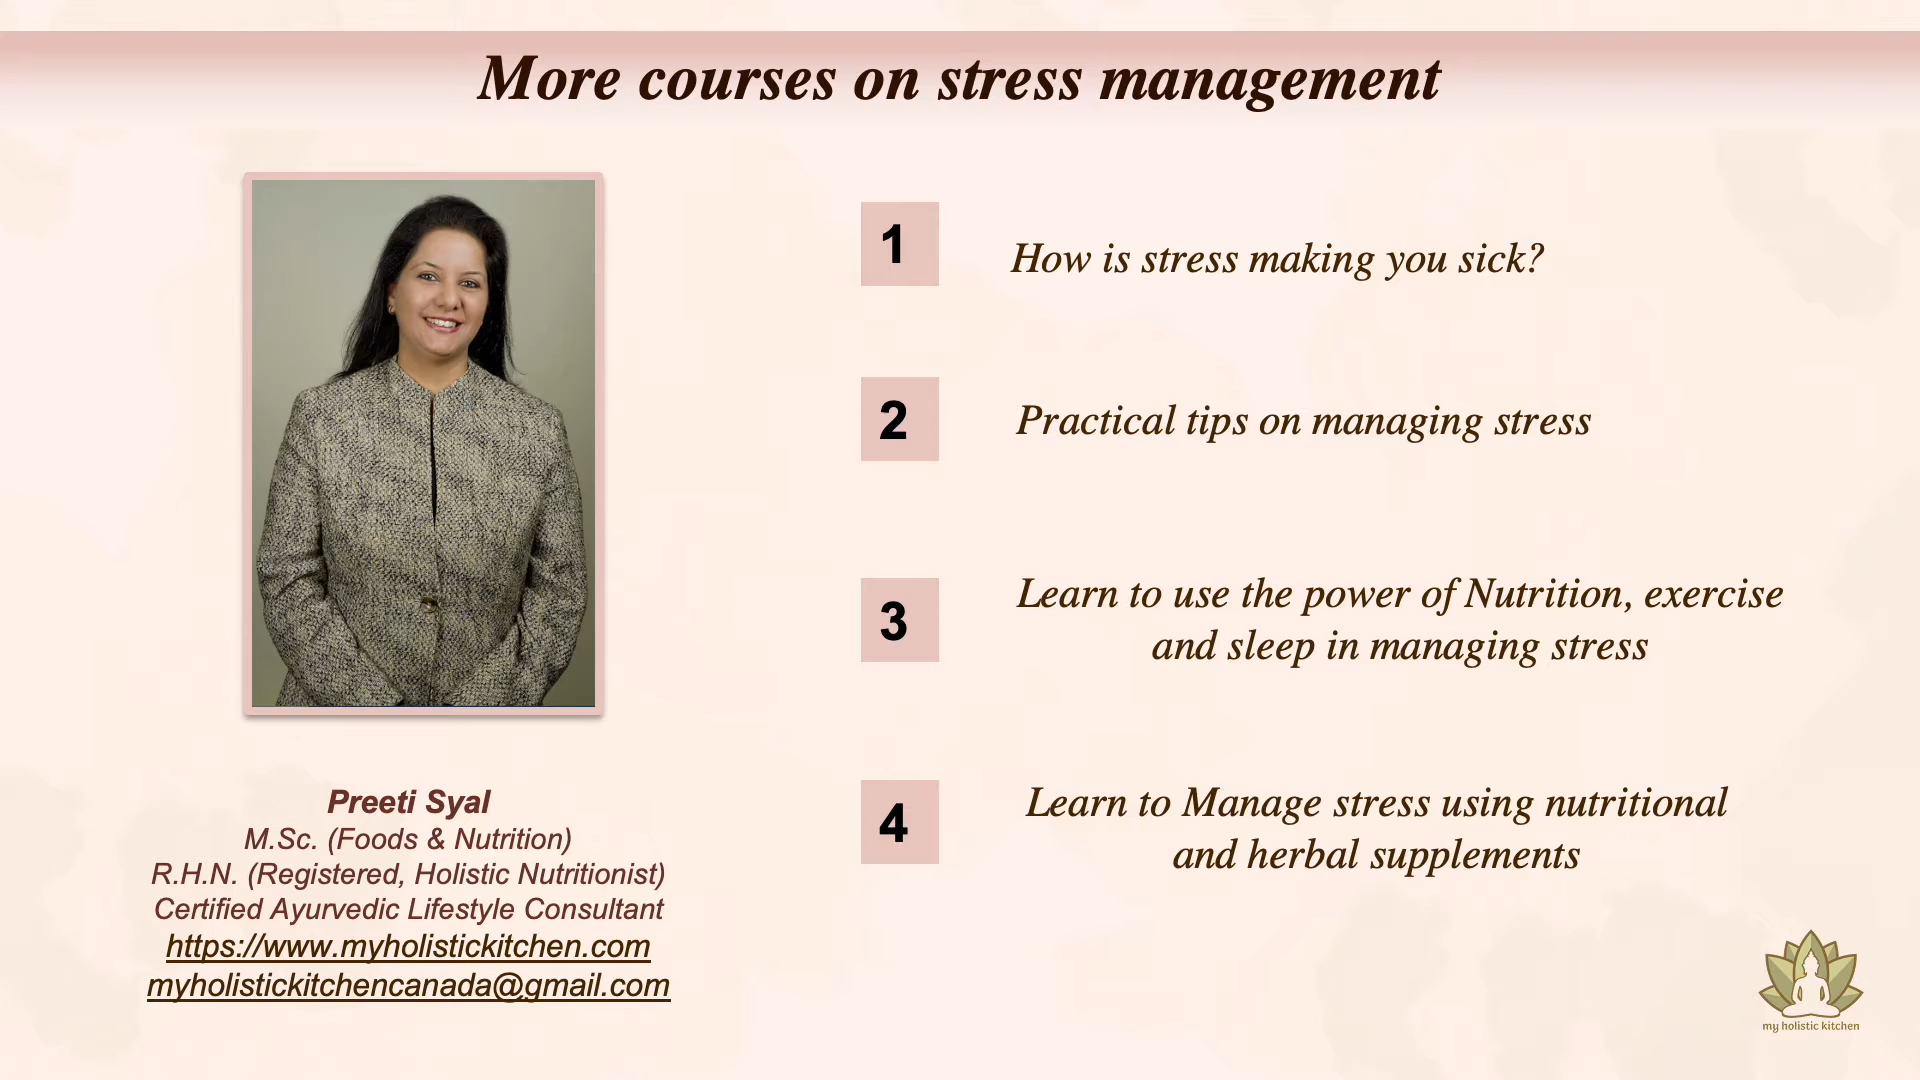 More courses on stress management
1
How is stress making you sick?
2
Practical tips on managing stress
3
Learn to use the power of Nutrition, exercise
and sleep in managing stress
4
Learn to Manage stress using nutritional
and herbal supplements
Preeti Syal
M.Sc. (Foods & Nutrition)
R.H.N. (Registered, Holistic Nutritionist)
Certified Ayurvedic Lifestyle Consultant
https://www.myholistickitchen.com
myholistickitchencanada@gmail.com
my holistic kitchen